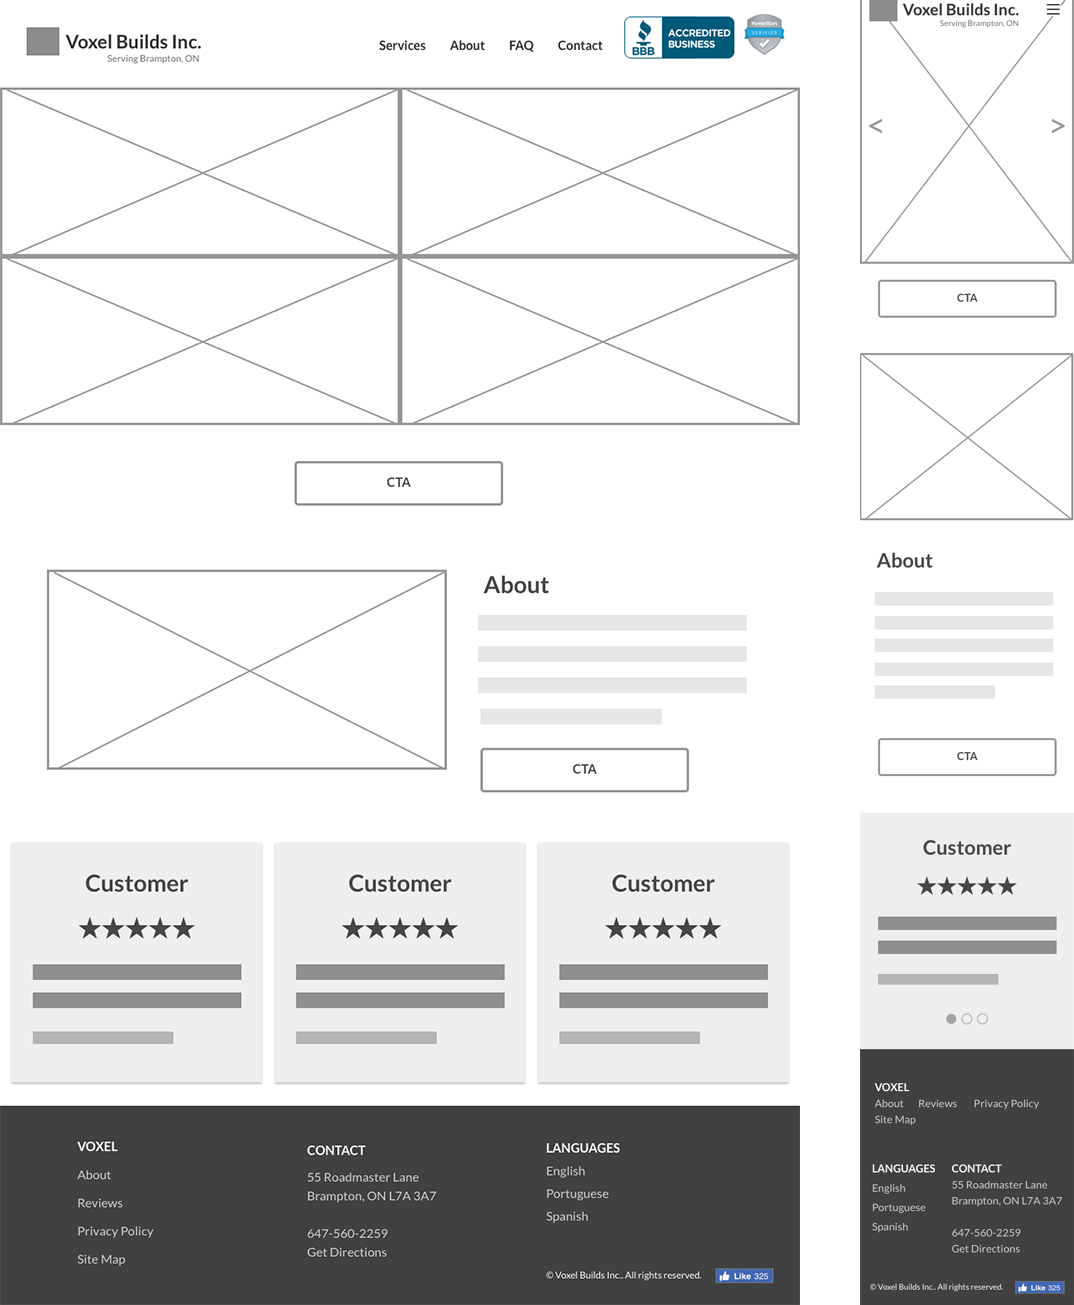 Voxel Builds Inc.
Serving Brampton, ON
Services About FAQ Contact
BBB
ACCREDITED
BUSINESS
HomeStars
VERIFIED
CTA
About
CTA
Customer
★★★★★
Customer
★★★★★
Customer
★★★★★
VOXEL
About
Reviews
Privacy Policy
Site Map
CONTACT
55 Roadmaster Lane
Brampton, ON L7A 3A7
647-560-2259
Get Directions
LANGUAGES
English
Portuguese
Spanish
© Voxel Builds Inc.. All rights reserved.
Like 325
Voxel Builds Inc.
Serving Brampton, ON
< >
CTA
About
CTA
Customer
★★★★★
VOXEL
About Reviews Privacy Policy
Site Map
LANGUAGES
English
Portuguese
Spanish
CONTACT
55 Roadmaster Lane
Brampton, ON L7A 3A7
647-560-2259
Get Directions
© Voxel Builds Inc.. All rights reserved.
Like 325